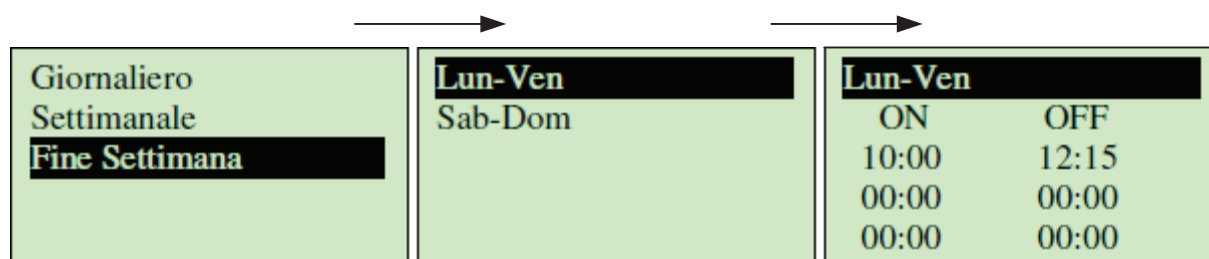 Giornaliero
Settimanale
Fine Settimana
Lun-Ven
Sab-Dom
Lun-Ven
ON OFF
10:00 12:15
00:00 00:00
00:00 00:00